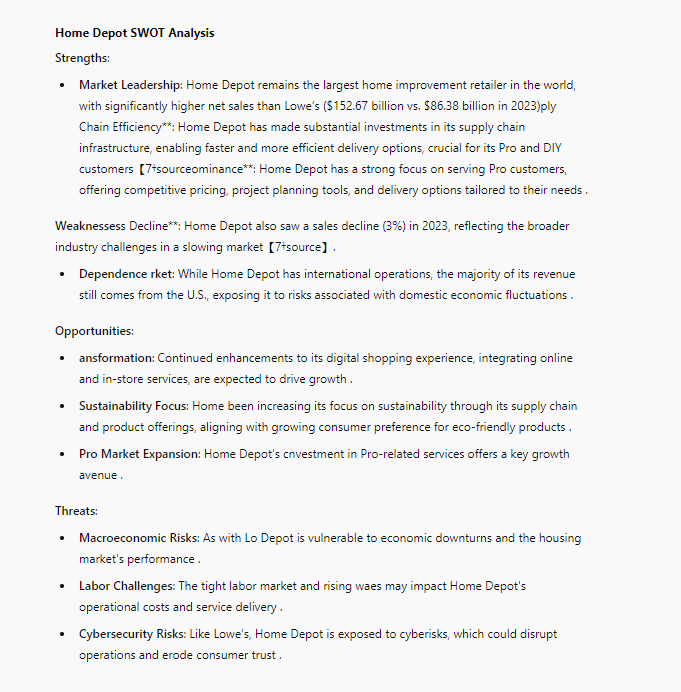 Home Depot SWOT Analysis
Strengths:
• Market Leadership: Home Depot remains the largest home improvement retailer in the world,
with significantly higher net sales than Lowe's ($152.67 billion vs. $86.38 billion in 2023)ply
Chain Efficiency**: Home Depot has made substantial investments in its supply chain
infrastructure, enabling faster and more efficient delivery options, crucial for its Pro and DIY
customers【7†sourceominance**: Home Depot has a strong focus on serving Pro customers,
offering competitive pricing, project planning tools, and delivery options tailored to their needs .
Weaknessess Decline**: Home Depot also saw a sales decline (3%) in 2023, reflecting the broader
industry challenges in a slowing market【7†source】.
• Dependence rket: While Home Depot has international operations, the majority of its revenue
still comes from the U.S., exposing it to risks associated with domestic economic fluctuations .
Opportunities:
• ansformation: Continued enhancements to its digital shopping experience, integrating online
and in-store services, are expected to drive growth .
• Sustainability Focus: Home been increasing its focus on sustainability through its supply chain
and product offerings, aligning with growing consumer preference for eco-friendly products .
• Pro Market Expansion: Home Depot's cnvestment in Pro-related services offers a key growth
avenue .
Threats:
• Macroeconomic Risks: As with Lo Depot is vulnerable to economic downturns and the housing
market's performance .
• Labor Challenges: The tight labor market and rising waes may impact Home Depot's
operational costs and service delivery .
• Cybersecurity Risks: Like Lowe's, Home Depot is exposed to cyberisks, which could disrupt
operations and erode consumer trust .